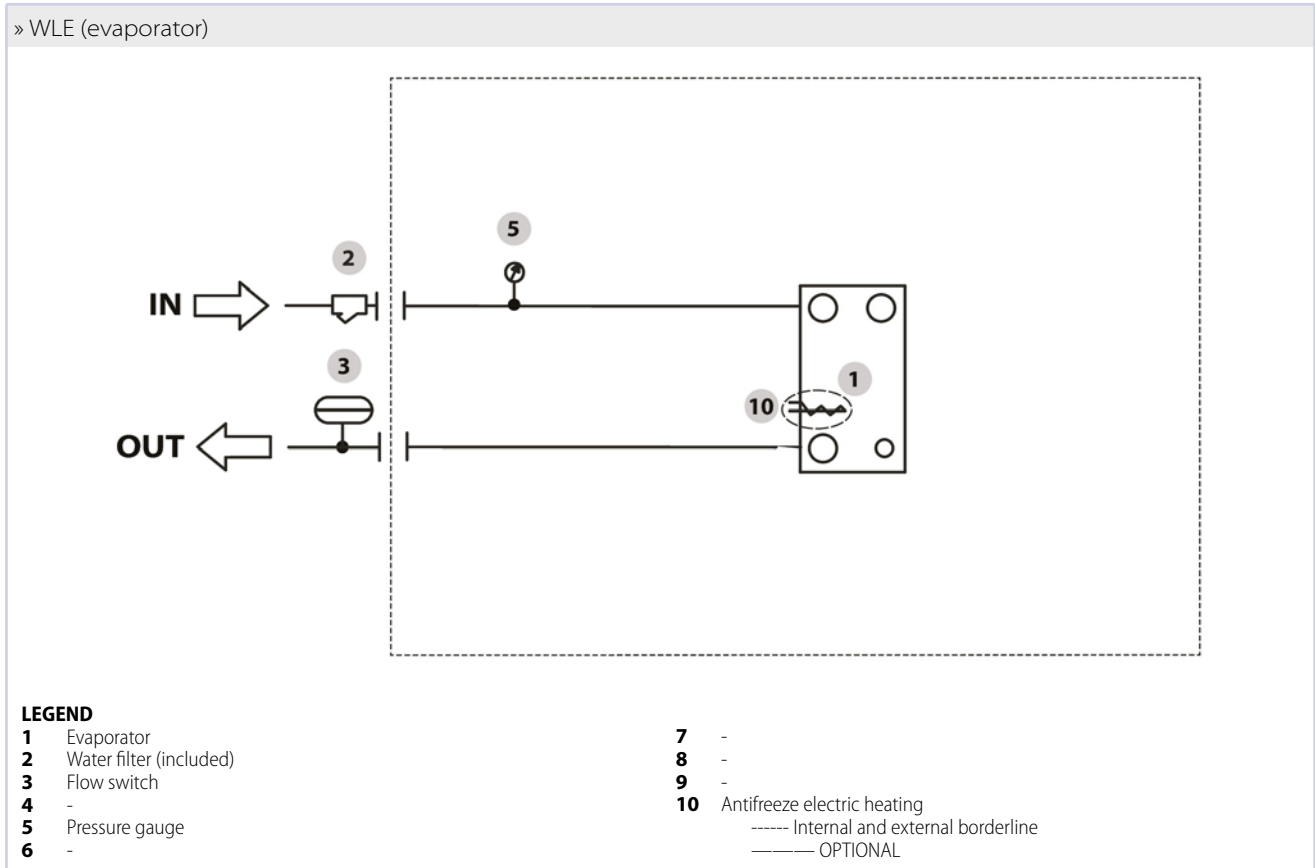 » WLE (evaporator)
5
2
IN
3
1
10
OUT
LEGEND
1 Evaporator
2 Water filter (included)
3 Flow switch
4 -
5 Pressure gauge
6 -
7 -
8 -
9 -
10 Antifreeze electric heating
------ Internal and external borderline
———— OPTIONAL